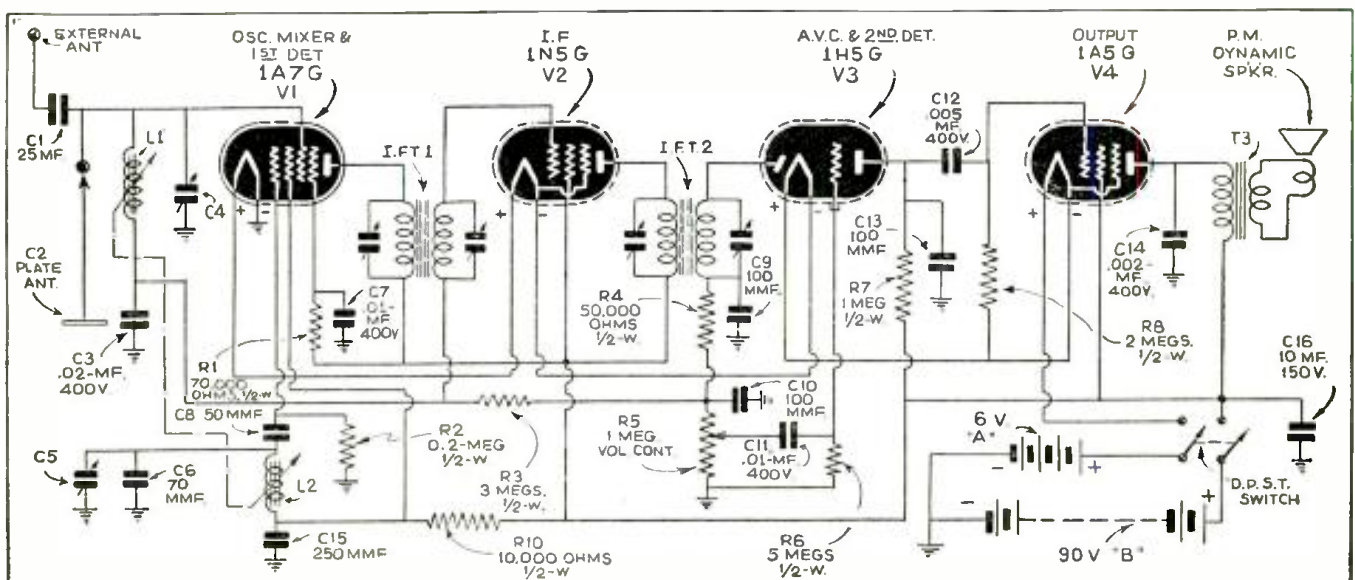 EXTERNAL
ANT
OSC. MIXER &
1ST DET
1A7G
V1
I.F
1N5G
V2
A.V.C. & 2ND. DET.
1H5G
V3
OUTPUT
1A5G
V4
P.M.
DYNAMIC
SPKR.
C1
25MF.
L1
C4
+
-
I.F.T.1
+
-
I.F.T.2
+
-
C12
.005
MF.
400V.
+
-
T3
C2
PLATE
ANT.
C3
.02-MF.
400V.
C7
.01-
MF
400V.
R1
70,000
OHMS, 1/2-W
C8 50 MMF.
R4
50,000
OHMS
1/2-W.
C9
100
MMF.
C13
100
MMF.
R7
1 MEG
1/2-W.
C14
.002-
MF.
400V.
R8
2 MEGS.
1/2-W.
C16
10 MF.
150 V.
C5
C6
70
MMF.
L2
R2
0.2-MEG
1/2-W.
R3
3 MEGS.
1/2-W.
C10
100
MMF.
R5
1 MEG
VOL CONT.
C11
.01-MF.
400V
6 V.
"A"
-
+
D.P.S.T.
SWITCH
-
+
C15
250 MMF.
R10
10,000 OHMS
1/2-W
R6
5 MEGS
1/2-W.
90 V "B"